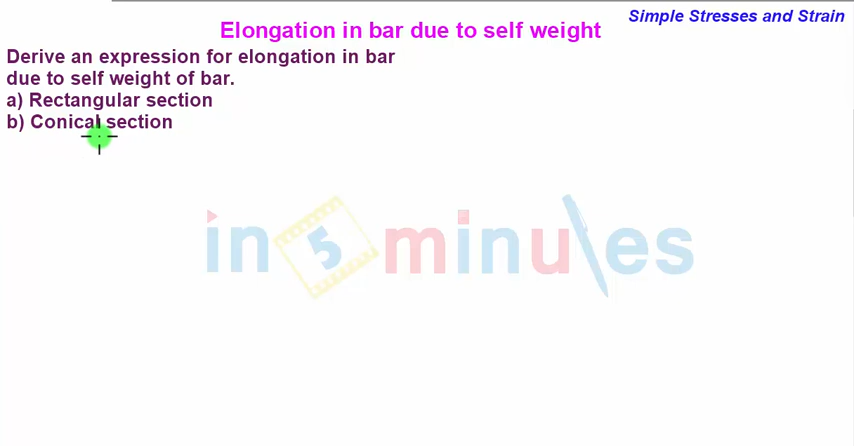 Simple Stresses and Strain
Elongation in bar due to self weight
Derive an expression for elongation in bar
due to self weight of bar.
a) Rectangular section
b) Conical section
in 5 minutes